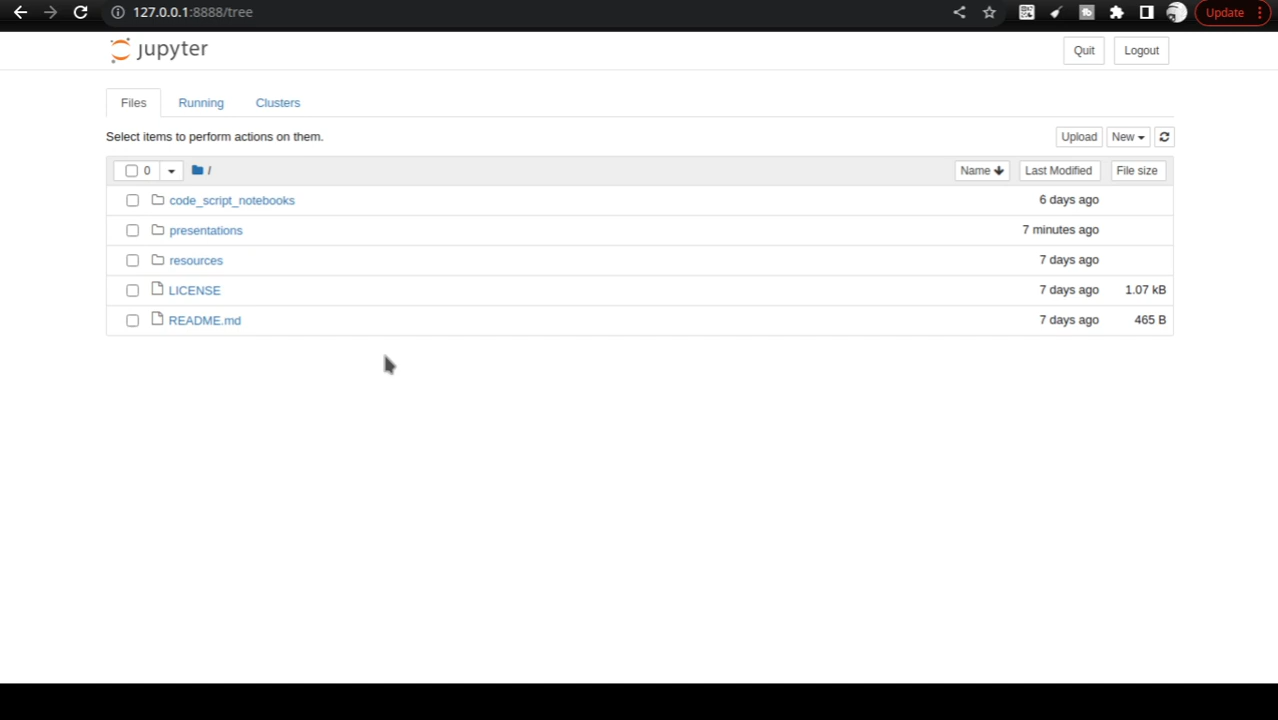 127.0.0.1:8888/tree
Update
jupyter
Quit
Logout
Files
Running
Clusters
Select items to perform actions on them.
Upload
New
0
/
Name
Last Modified
File size
code_script_notebooks
6 days ago
presentations
7 minutes ago
resources
7 days ago
LICENSE
7 days ago
1.07 kB
README.md
7 days ago
465 B